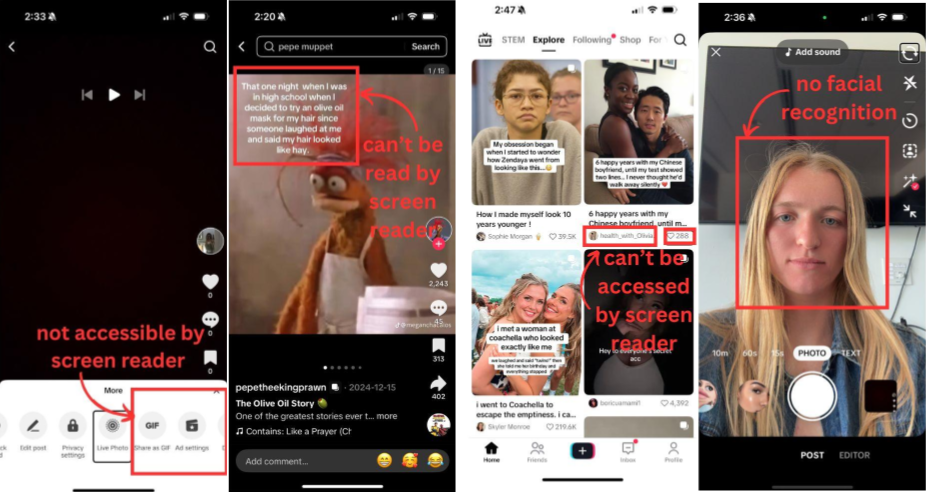 2:33
not accessible by
screen reader
0
0
More
Edit post
Privacy
settings
Live Photo
GIF
Share as GIF
Ad settings
2:20
pepe muppet
Search
1/15
That one night when I was
in high school when I
decided to try an olive oil
mask for my hair since
someone laughed at me
and said my hair looked
like hay.
can't be
read by
screen
reader
2,243
45
313
402
pepetheekingprawn · 2024-12-15
The Olive Oil Story
One of the greatest stories ever t... more
Contains: Like a Prayer (Ch
Add comment...
2:47
LIVE
STEM
Explore
Following
Shop
For
My obsession began
when I started to wonder
how Zendaya went from
looking like this...
How I made myself look 10
years younger !
Sophie Morgan
39.5K
6 happy years with my Chinese
boyfriend, until my test showed
two lines... I never thought he'd
walk away silently
6 happy years with my
Chinese boyfriend, until m...
health_with_Olivia
288
can't be
accessed
by screen
reader
i met a woman at
coachella who looked
exactly like me
we laughed and said "twins!" then
she told me her birthday and
everything stopped
i went to Coachella to
escape the emptiness. i ca...
Skyler Monroe
219.6K
Hey to everyone's secret
acc
4,392
Home
Friends
Inbox
Profile
2:36
Add sound
no facial
recognition
10m
60s
15s
PHOTO
TEXT
POST
EDITOR